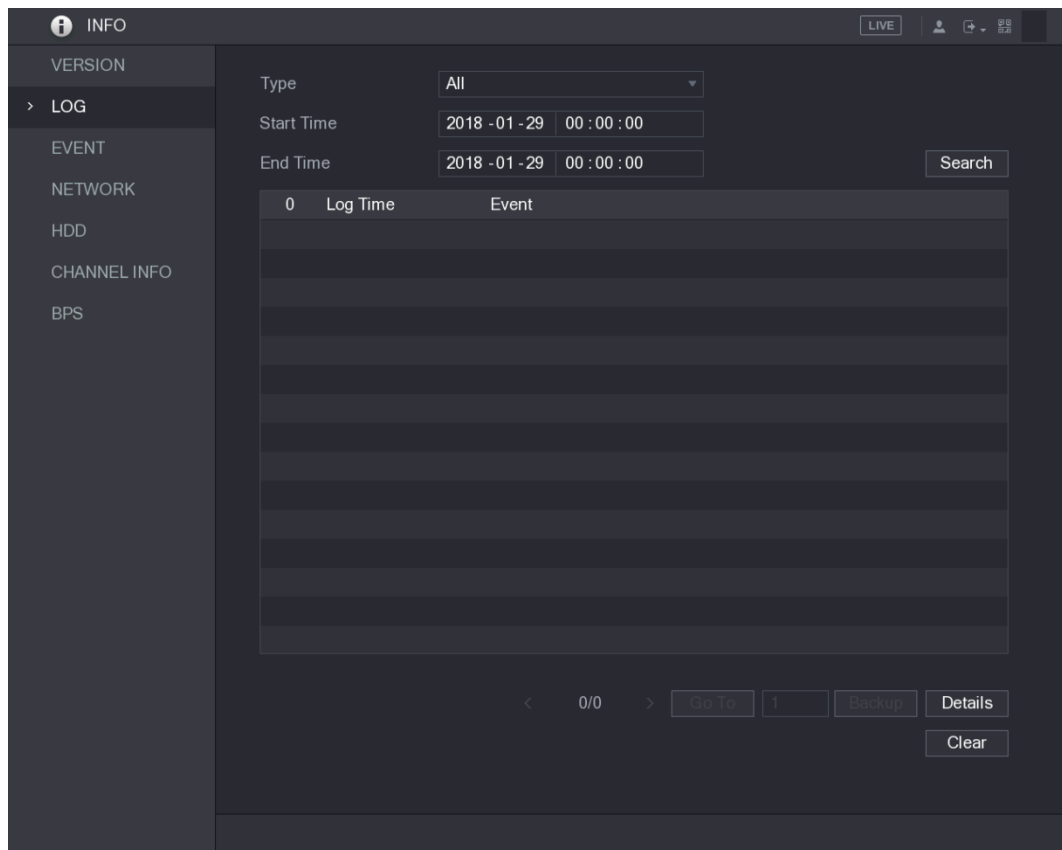 INFO
LIVE
VERSION
> LOG
EVENT
NETWORK
HDD
CHANNEL INFO
BPS
Type All
Start Time 2018 - 01 - 29 00 : 00 : 00
End Time 2018 - 01 - 29 00 : 00 : 00
Search
0 Log Time Event
< 0/0 > Go To 1 Backup Details
Clear